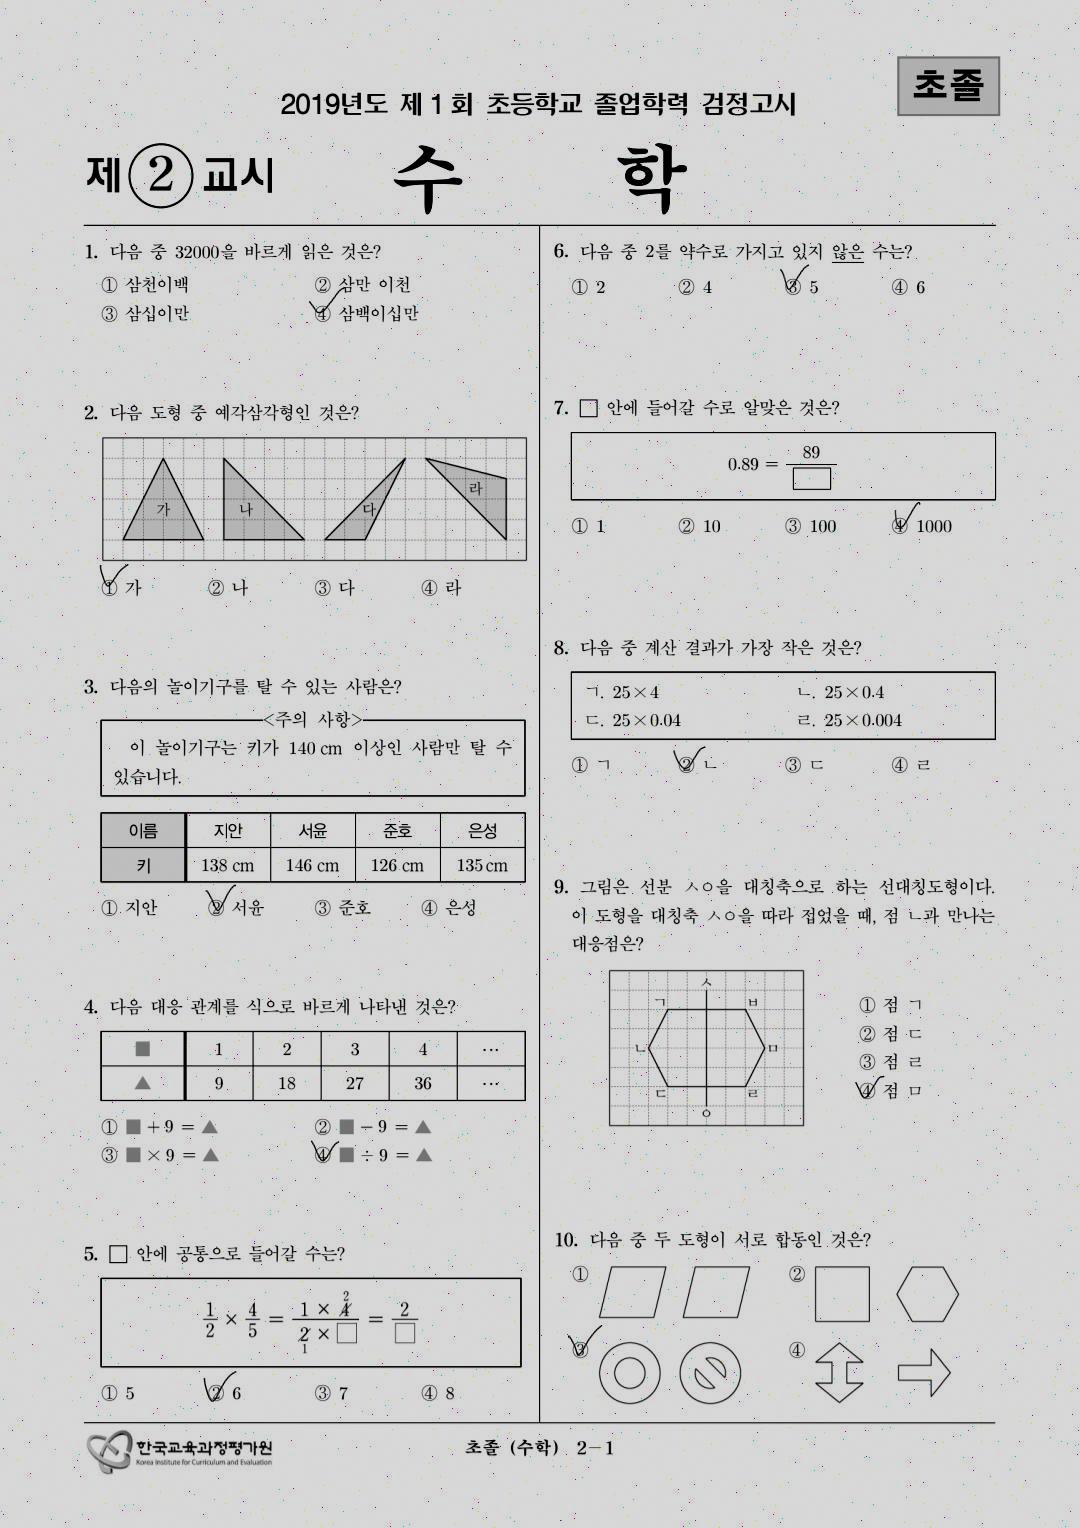 초졸
2019년도 제 1 회 초등학교 졸업학력 검정고시
제 ② 교시 수 학
1. 다음 중 32000을 바르게 읽은 것은?
① 삼천이백 ② 삼만 이천
③ 삼십이만 ④ 삼백이십만
2. 다음 도형 중 예각삼각형인 것은?
가 나 다 라
① 가 ② 나 ③ 다 ④ 라
3. 다음의 놀이기구를 탈 수 있는 사람은?
<주의 사항>
이 놀이기구는 키가 140 cm 이상인 사람만 탈 수
있습니다.
이름 지안 서윤 준호 은성
키 138 cm 146 cm 126 cm 135 cm
① 지안 ② 서윤 ③ 준호 ④ 은성
4. 다음 대응 관계를 식으로 바르게 나타낸 것은?
■ 1 2 3 4 ⋯
▲ 9 18 27 36 ⋯
① ■ + 9 = ▲ ② ■ − 9 = ▲
③ ■ × 9 = ▲ ④ ■ ÷ 9 = ▲
5. □ 안에 공통으로 들어갈 수는?
1/2 × 4/5 = 1 × 4 2 / 2 1 × □ = 2/□
① 5 ② 6 ③ 7 ④ 8
6. 다음 중 2를 약수로 가지고 있지 않은 수는?
① 2 ② 4 ③ 5 ④ 6
7. □ 안에 들어갈 수로 알맞은 것은?
0.89 = 89/□
① 1 ② 10 ③ 100 ④ 1000
8. 다음 중 계산 결과가 가장 작은 것은?
ㄱ. 25×4 ㄴ. 25×0.4
ㄷ. 25×0.04 ㄹ. 25×0.004
① ㄱ ② ㄴ ③ ㄷ ④ ㄹ
9. 그림은 선분 ㅅㅇ을 대칭축으로 하는 선대칭도형이다.
이 도형을 대칭축 ㅅㅇ을 따라 접었을 때, 점 ㄴ과 만나는
대응점은?
ㅅ
ㄱ ㅂ
ㄴ ㅁ
ㄷ ㄹ
ㅇ
① 점 ㄱ
② 점 ㄷ
③ 점 ㄹ
④ 점 ㅁ
10. 다음 중 두 도형이 서로 합동인 것은?
① ②
③ ④
한국교육과정평가원
Korea Institute for Curriculum and Evaluation
초졸 (수학) 2−1